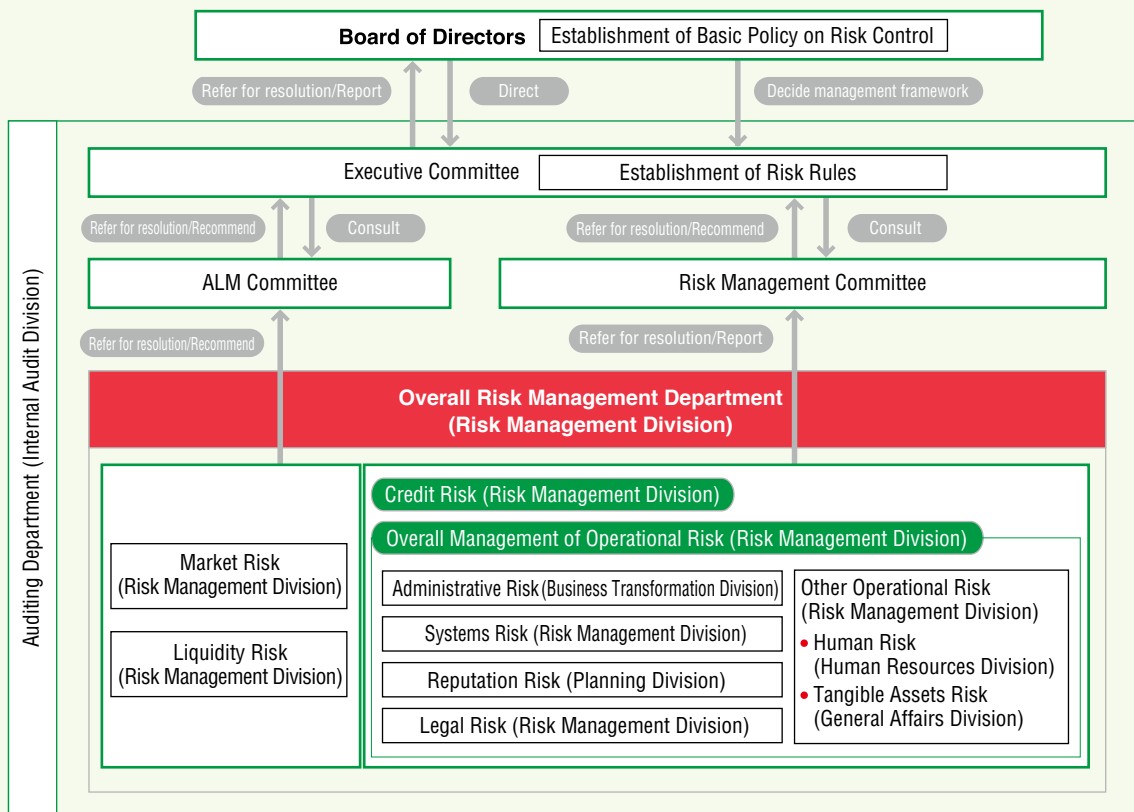 Board of Directors
Establishment of Basic Policy on Risk Control
Refer for resolution/Report
Direct
Decide management framework
Auditing Department (Internal Audit Division)
Executive Committee
Establishment of Risk Rules
Refer for resolution/Recommend
Consult
Refer for resolution/Recommend
Consult
ALM Committee
Risk Management Committee
Refer for resolution/Recommend
Refer for resolution/Report
Overall Risk Management Department
(Risk Management Division)
Market Risk
(Risk Management Division)
Liquidity Risk
(Risk Management Division)
Credit Risk (Risk Management Division)
Overall Management of Operational Risk (Risk Management Division)
Administrative Risk (Business Transformation Division)
Systems Risk (Risk Management Division)
Reputation Risk (Planning Division)
Legal Risk (Risk Management Division)
Other Operational Risk
(Risk Management Division)
• Human Risk
(Human Resources Division)
• Tangible Assets Risk
(General Affairs Division)